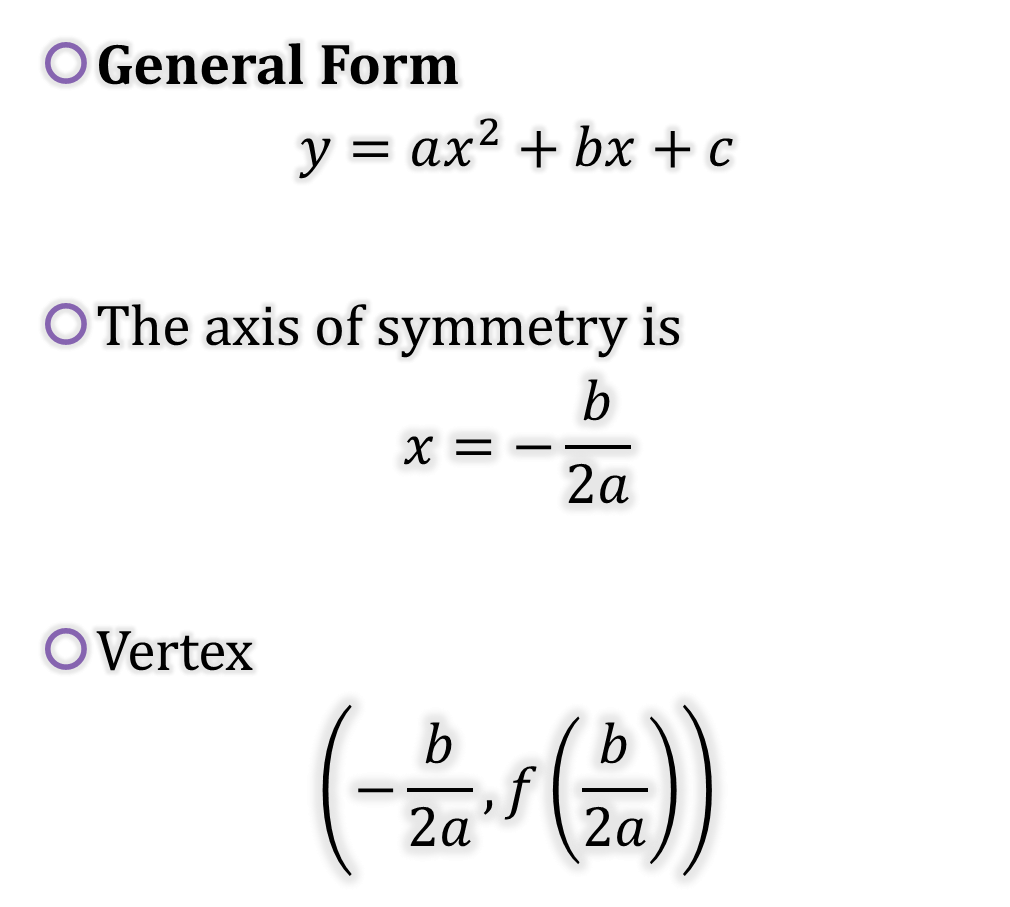 General Form
y = ax² + bx + c
The axis of symmetry is
x = −b/2a
Vertex
(−b/2a, f(b/2a))